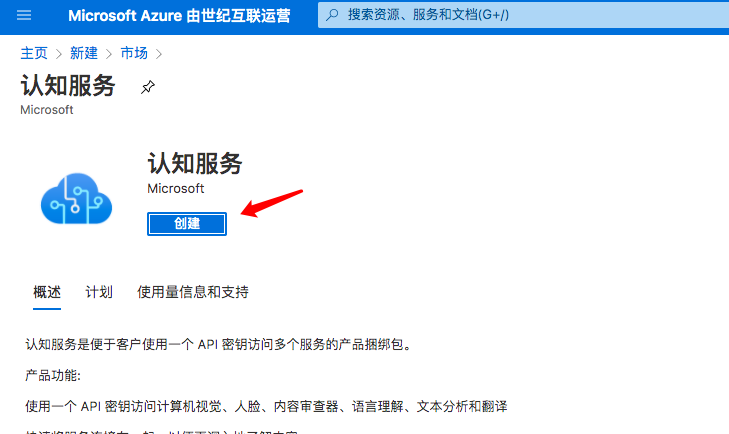 Microsoft Azure 由世纪互联运营
搜索资源、服务和文档(G+/)
主页 > 新建 > 市场 >
认知服务
Microsoft
认知服务
Microsoft
创建
概述 计划 使用量信息和支持
认知服务是便于客户使用一个 API 密钥访问多个服务的产品捆绑包。
产品功能:
使用一个 API 密钥访问计算机视觉、人脸、内容审查器、语言理解、文本分析和翻译